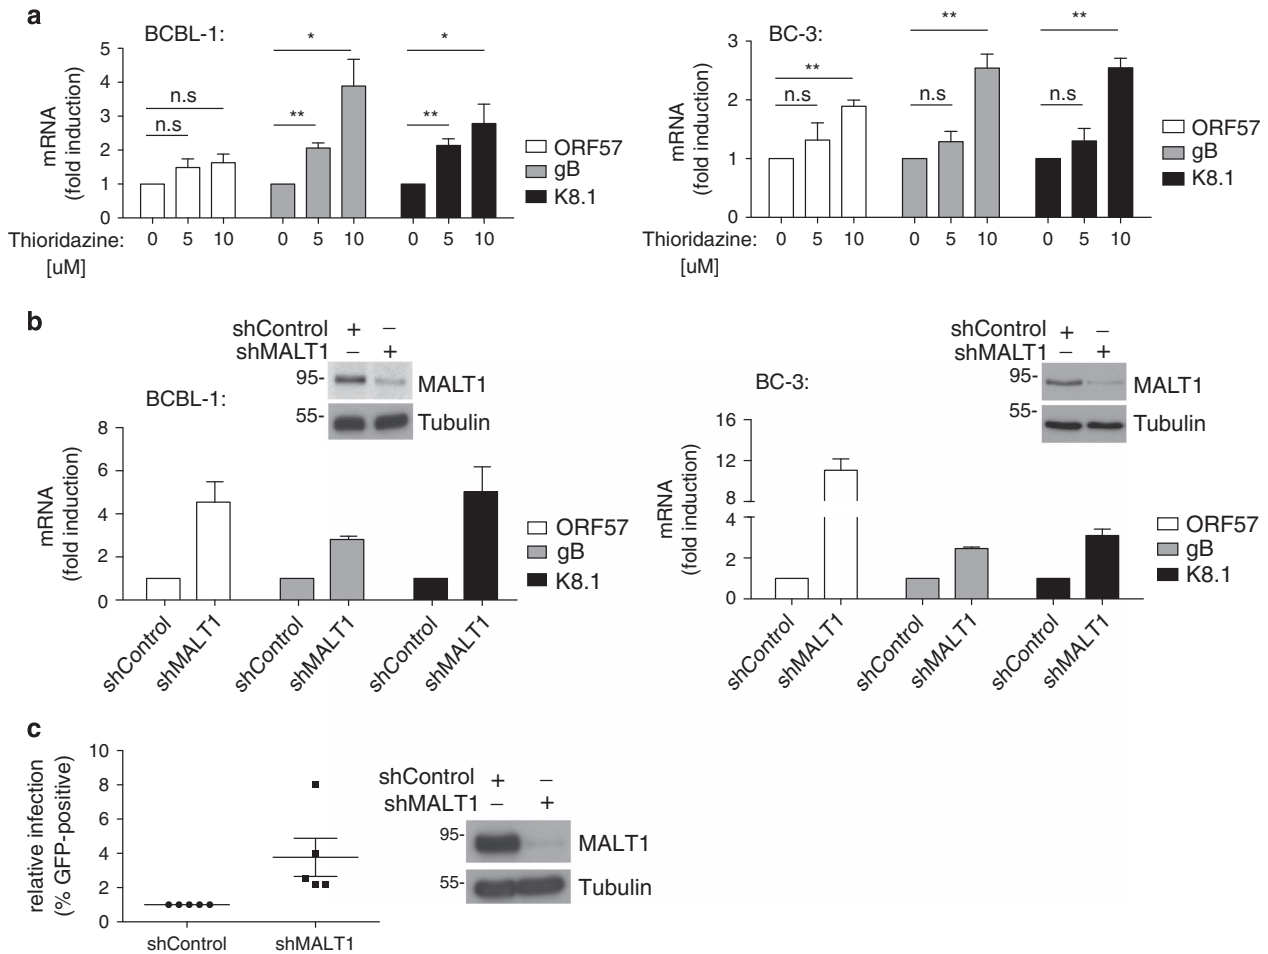 a
BCBL-1:
mRNA
(fold induction)
5
4
3
2
1
0
n.s
n.s
**
*
**
*
ORF57
gB
K8.1
Thioridazine: 0 5 10 0 5 10 0 5 10
[uM]
BC-3:
mRNA
(fold induction)
3
2
1
0
n.s
**
n.s
**
n.s
**
ORF57
gB
K8.1
Thioridazine: 0 5 10 0 5 10 0 5 10
[uM]
b
shControl + –
shMALT1 – +
95- MALT1
55- Tubulin
BCBL-1:
mRNA
(fold induction)
8
6
4
2
0
shControl shMALT1 shControl shMALT1 shControl shMALT1
ORF57
gB
K8.1
shControl + –
shMALT1 – +
95- MALT1
55- Tubulin
BC-3:
mRNA
(fold induction)
16
12
8
4
2
0
shControl shMALT1 shControl shMALT1 shControl shMALT1
ORF57
gB
K8.1
c
relative infection
(% GFP-positive)
10
8
6
4
2
0
shControl shMALT1
shControl + –
shMALT1 – +
95- MALT1
55- Tubulin